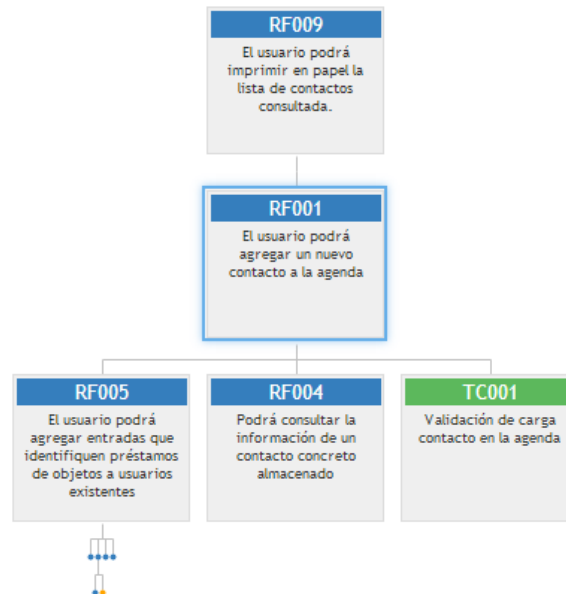 RF009
El usuario podrá
imprimir en papel la
lista de contactos
consultada.
RF001
El usuario podrá
agregar un nuevo
contacto a la agenda
RF005
El usuario podrá
agregar entradas que
identifiquen préstamos
de objetos a usuarios
existentes
RF004
Podrá consultar la
información de un
contacto concreto
almacenado
TC001
Validación de carga
contacto en la agenda